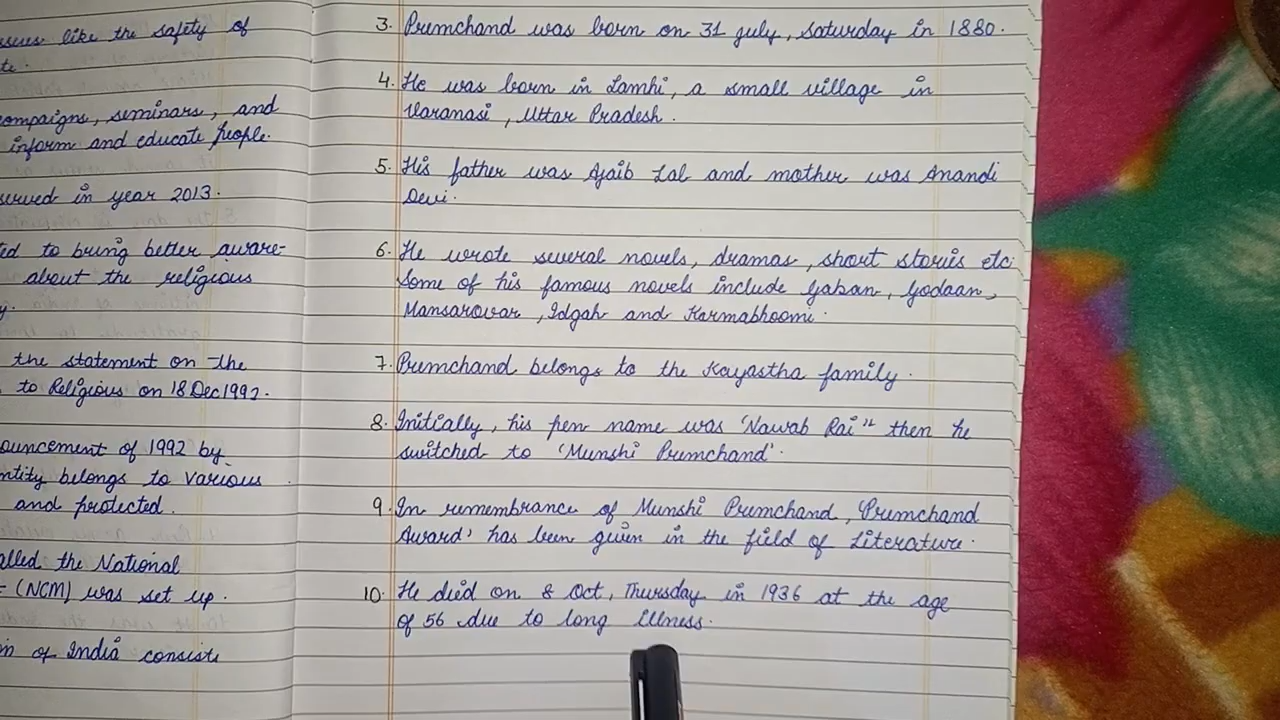 like the safety of
campaigns, seminars, and
inform and educate people.
in year 2013.
to bring better aware-
about the religious
the statement on the
to Religious on 18 Dec 1992.
of 1992 by
belongs to various
and protected.
the National
(NCM) was set up.
of India consists
3. Premchand was born on 31 july, saturday in 1880.
4. He was born in Lamhi, a small village in
Varanasi, Uttar Pradesh.
5. His father was Ajaib Lal and mother was Anandi
Devi.
6. He wrote several novels, dramas, short stories etc.
Some of his famous novels include Gaban, Godaan,
Mansarovar, Idgah and Karmabhoomi.
7. Premchand belongs to the Kayastha family.
8. Initially, his pen name was 'Nawab Rai" then he
switched to 'Munshi Premchand'.
9. In remembrance of Munshi Premchand, 'Premchand
Award' has been given in the field of Literature.
10. He died on 8 Oct, Thursday in 1936 at the age
of 56 due to long illness.